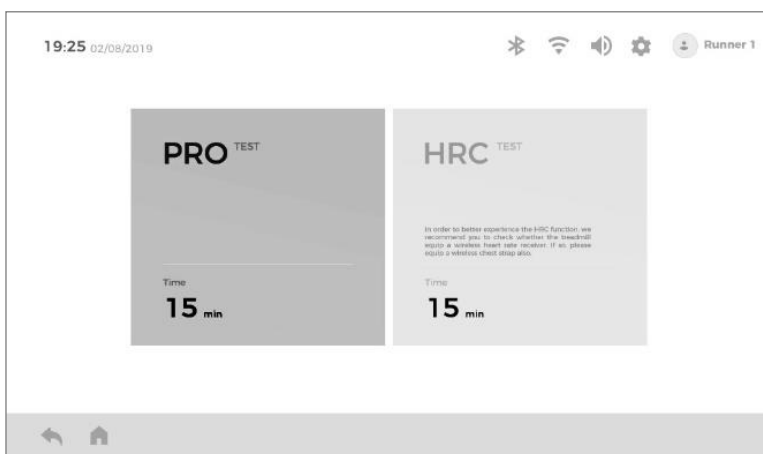 19:25 02/08/2019
Runner 1
PRO TEST
Time
15 min
HRC TEST
In order to better experience the HRC function, we
recommend you to check whether the treadmill
equip a wireless heart rate receiver. If so, please
equip a wireless chest strap also.
Time
15 min